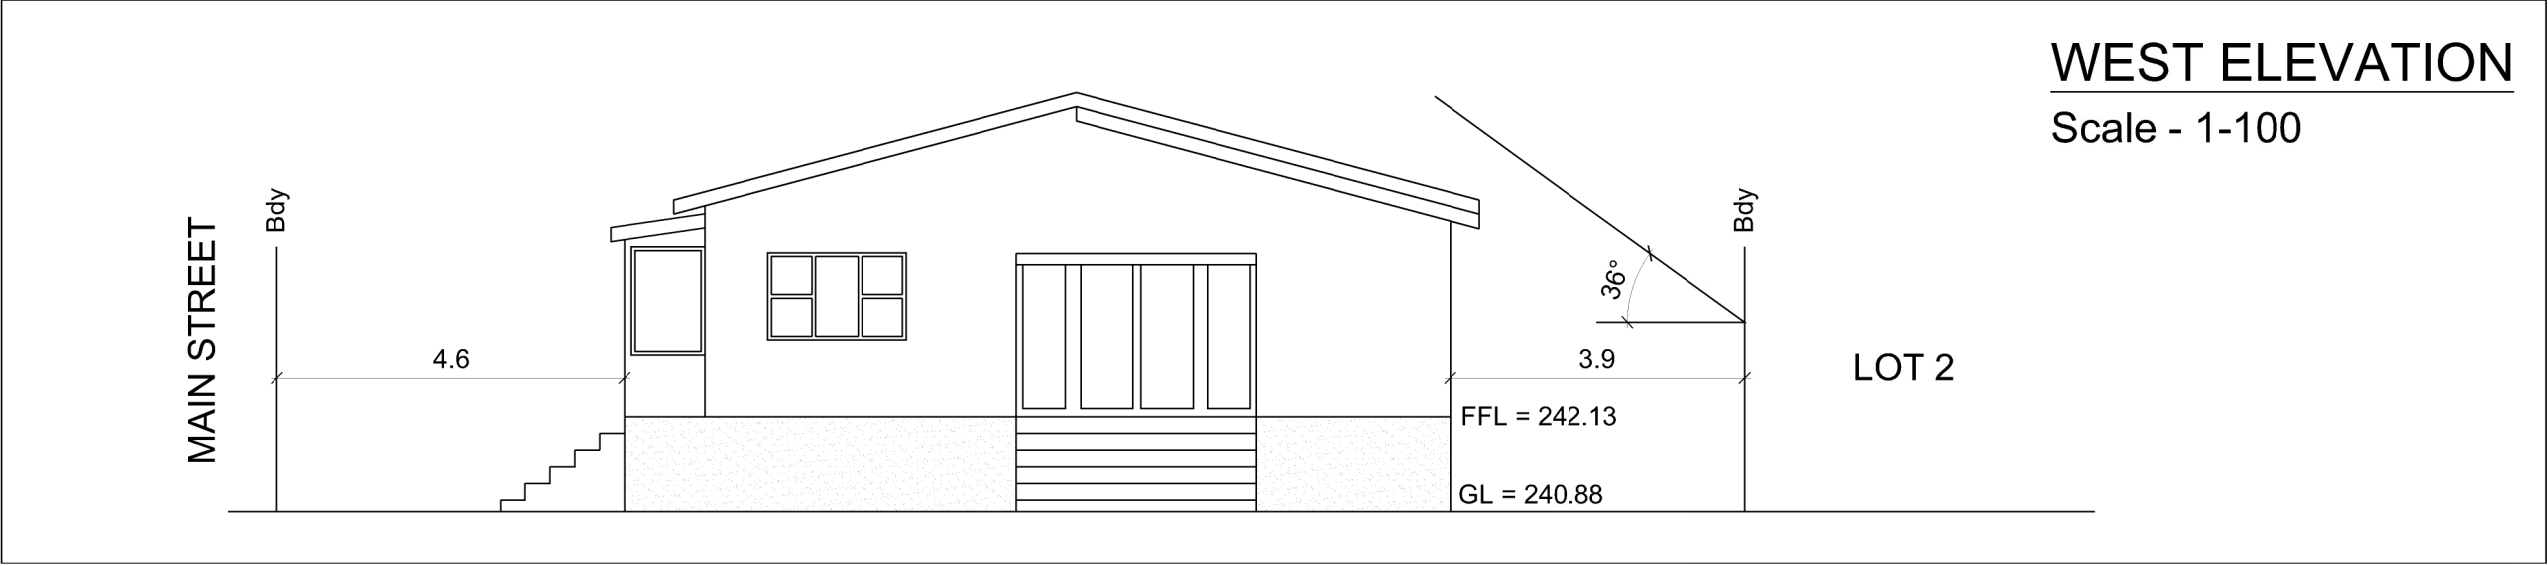 WEST ELEVATION
Scale - 1-100
MAIN STREET
Bdy
4.6
36°
3.9
Bdy
LOT 2
FFL = 242.13
GL = 240.88